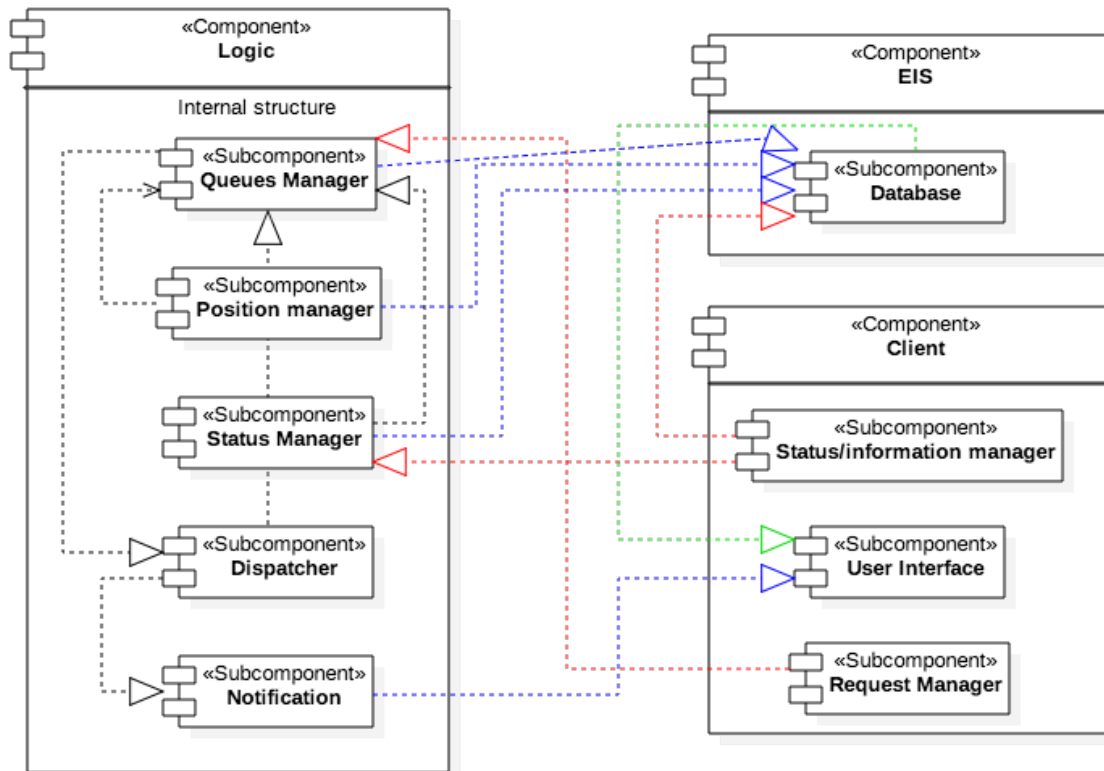 «Component»
Logic
Internal structure
«Subcomponent»
Queues Manager
«Subcomponent»
Position manager
«Subcomponent»
Status Manager
«Subcomponent»
Dispatcher
«Subcomponent»
Notification
«Component»
EIS
«Subcomponent»
Database
«Component»
Client
«Subcomponent»
Status/information manager
«Subcomponent»
User Interface
«Subcomponent»
Request Manager